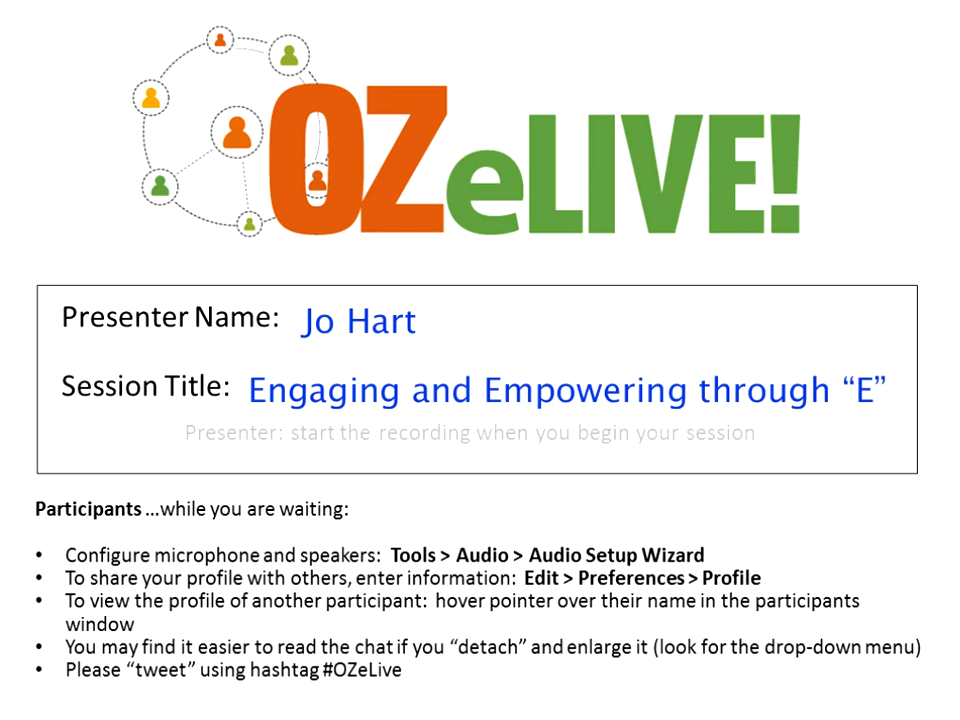 OZeLIVE!
Presenter Name: Jo Hart
Session Title: Engaging and Empowering through “E”
Presenter: start the recording when you begin your session
Participants ...while you are waiting:
• Configure microphone and speakers: Tools > Audio > Audio Setup Wizard
• To share your profile with others, enter information: Edit > Preferences > Profile
• To view the profile of another participant: hover pointer over their name in the participants
window
• You may find it easier to read the chat if you “detach” and enlarge it (look for the drop-down menu)
• Please “tweet” using hashtag #OZeLive